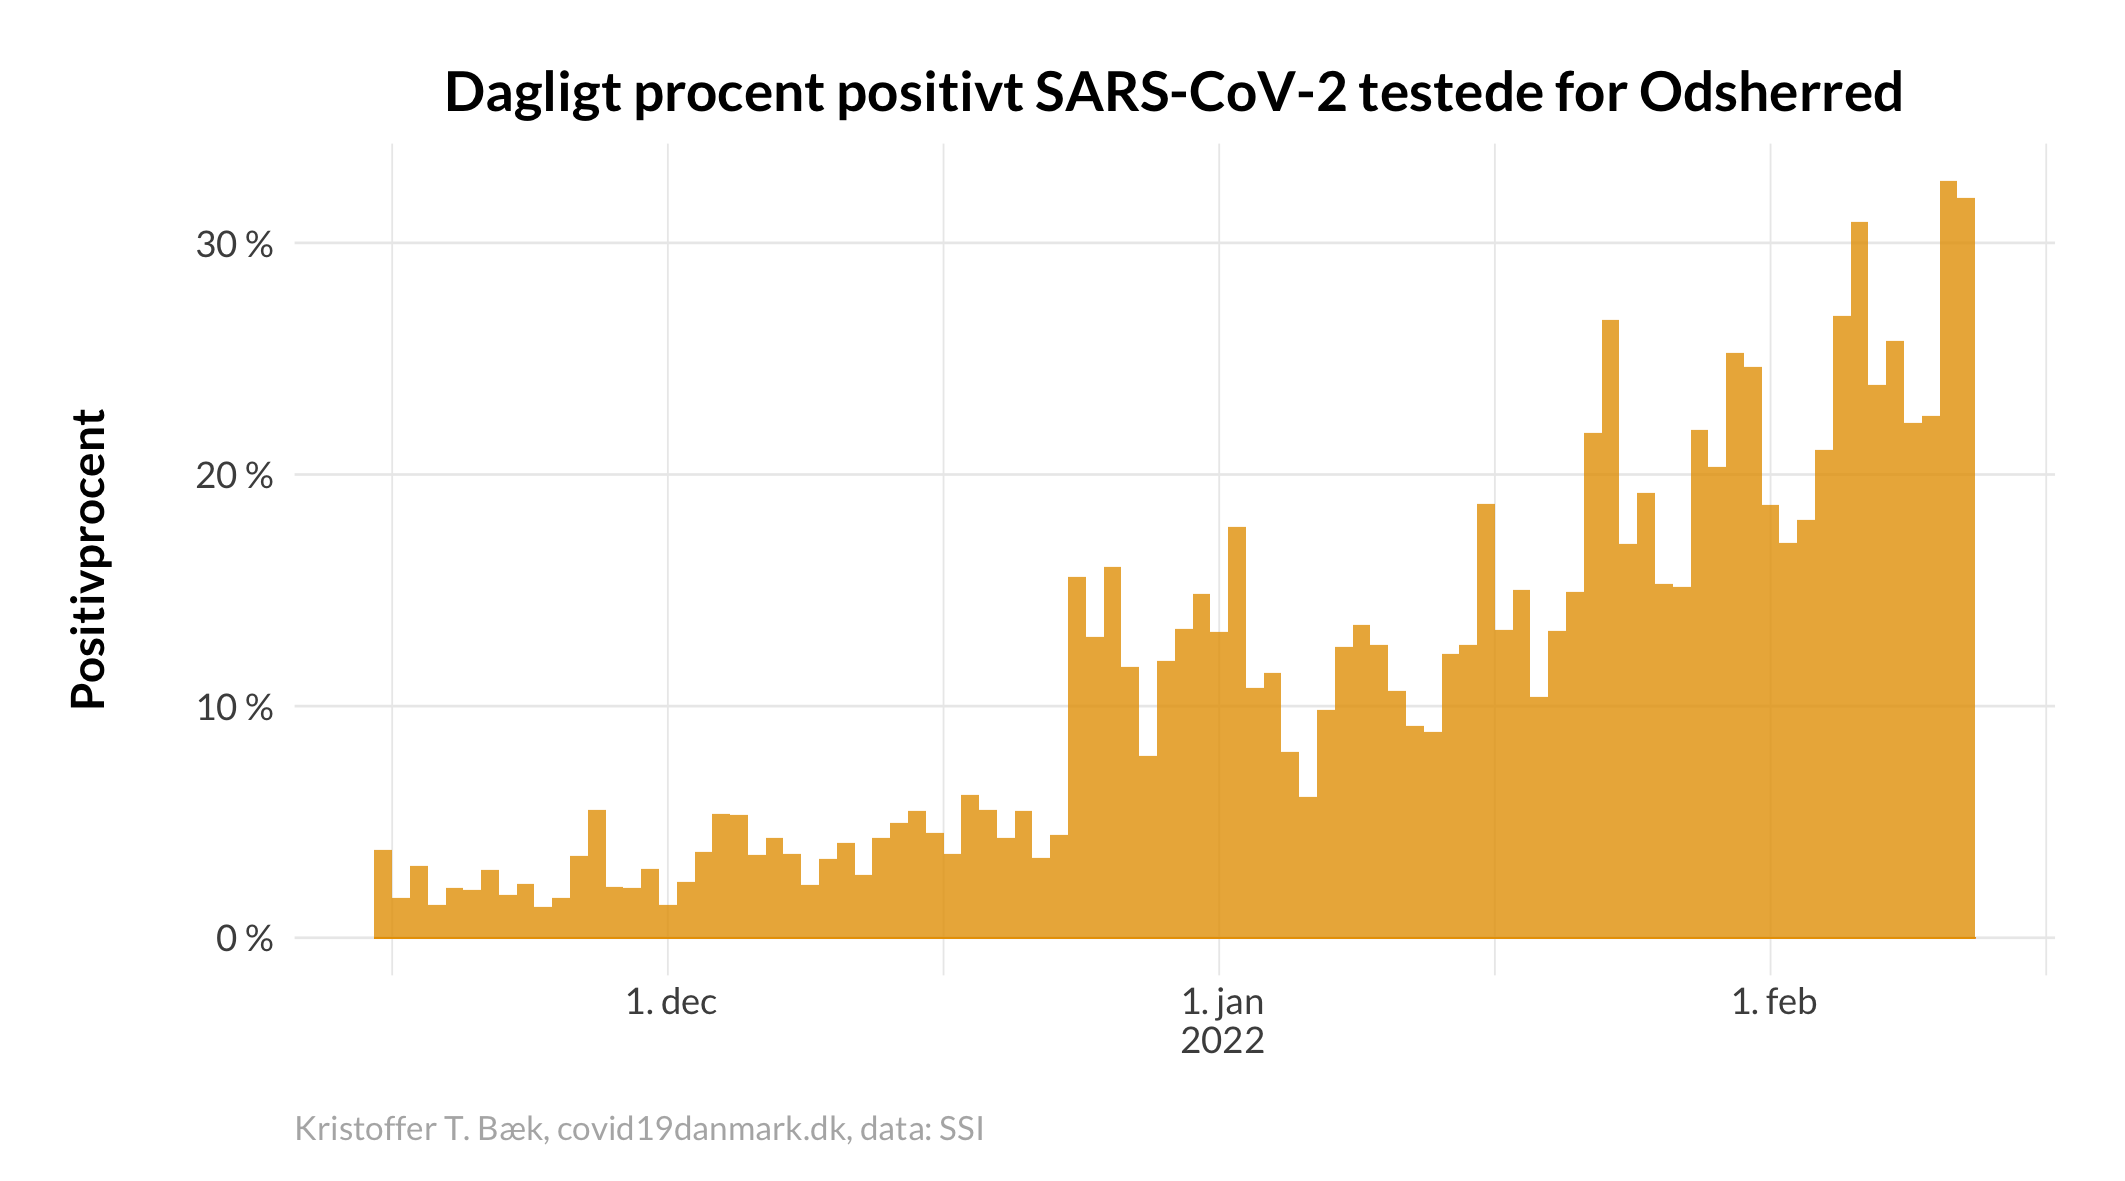 Dagligt procent positivt SARS-CoV-2 testede for Odsherred
Positivprocent
30 %
20 %
10 %
0 %
1. dec
1. jan
2022
1. feb
Kristoffer T. Bæk, covid19danmark.dk, data: SSI